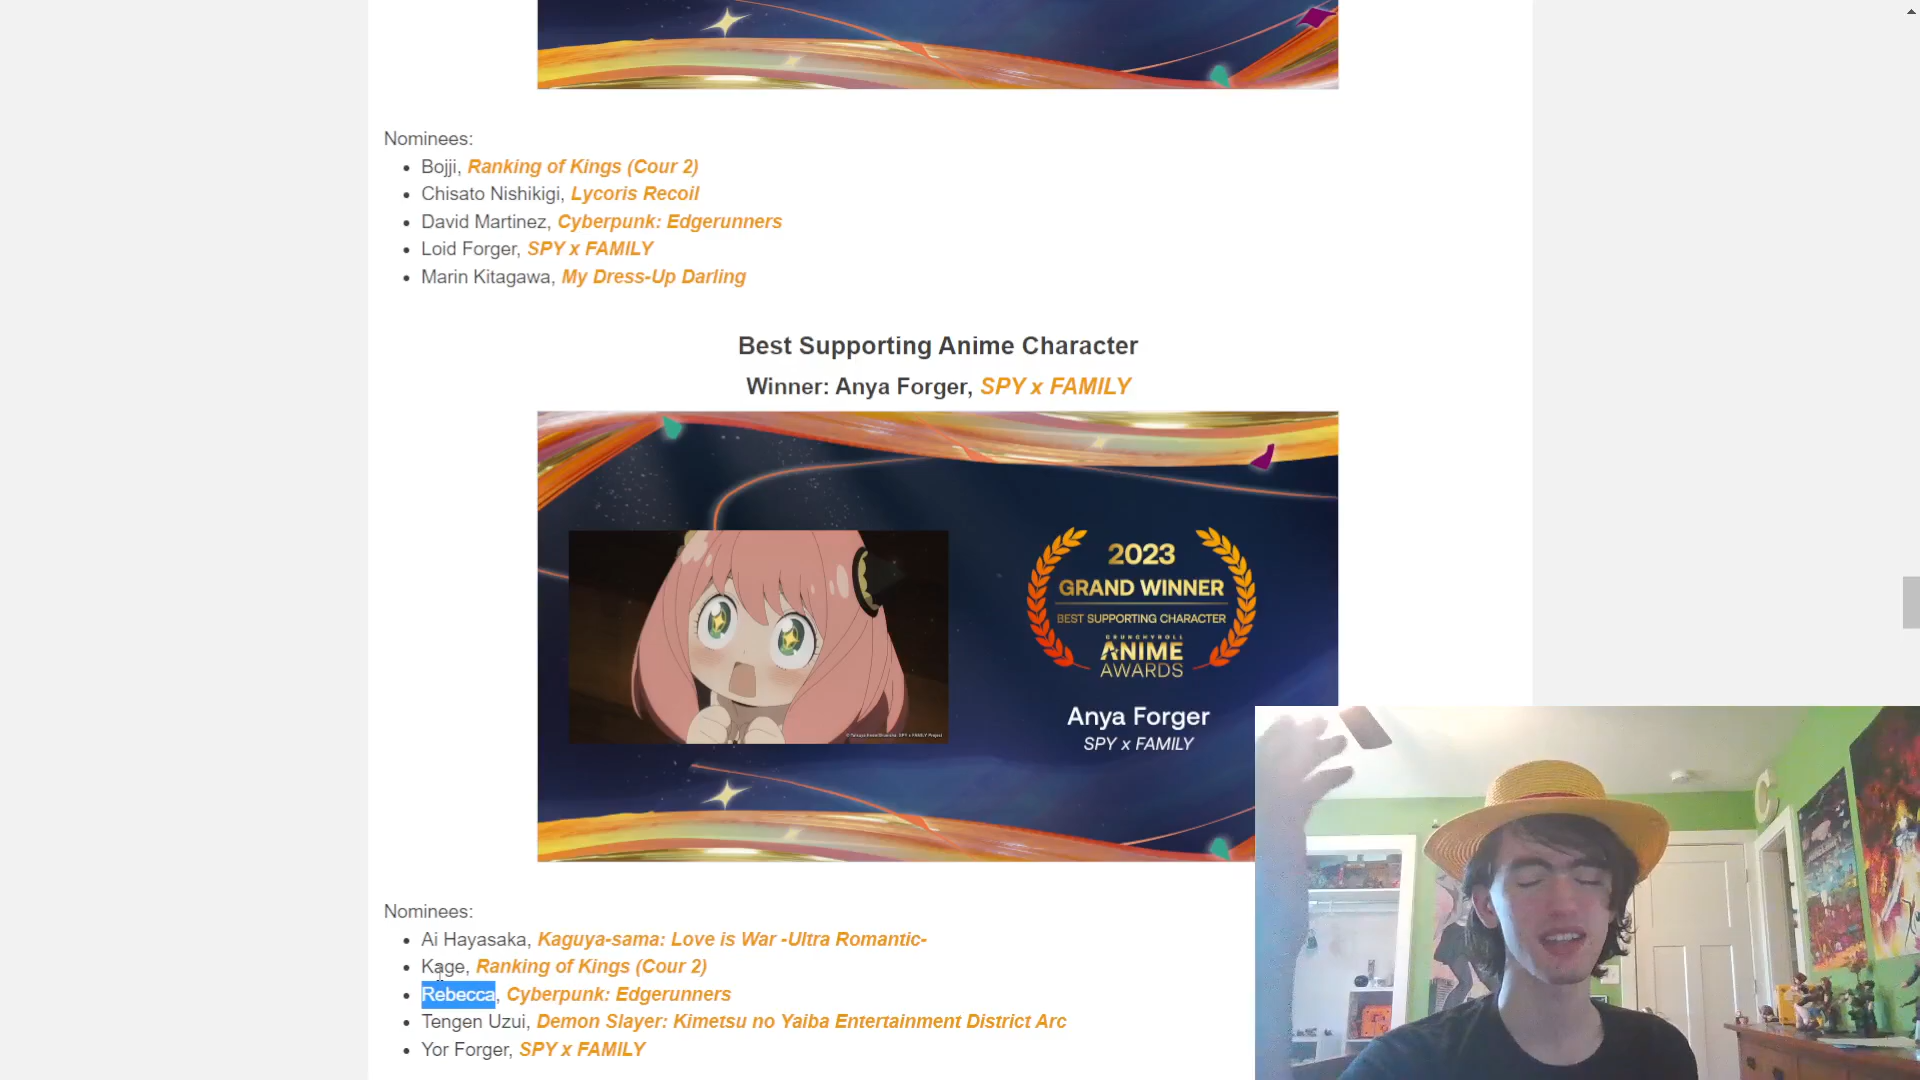 Nominees:
Bojji, Ranking of Kings (Cour 2)
Chisato Nishikigi, Lycoris Recoil
David Martinez, Cyberpunk: Edgerunners
Loid Forger, SPY x FAMILY
Marin Kitagawa, My Dress-Up Darling
Best Supporting Anime Character
Winner: Anya Forger, SPY x FAMILY
2023
GRAND WINNER
BEST SUPPORTING CHARACTER
CRUNCHYROLL
ANIME
AWARDS
Anya Forger
SPY x FAMILY
Nominees:
Ai Hayasaka, Kaguya-sama: Love is War -Ultra Romantic-
Kage, Ranking of Kings (Cour 2)
Rebecca, Cyberpunk: Edgerunners
Tengen Uzui, Demon Slayer: Kimetsu no Yaiba Entertainment District Arc
Yor Forger, SPY x FAMILY